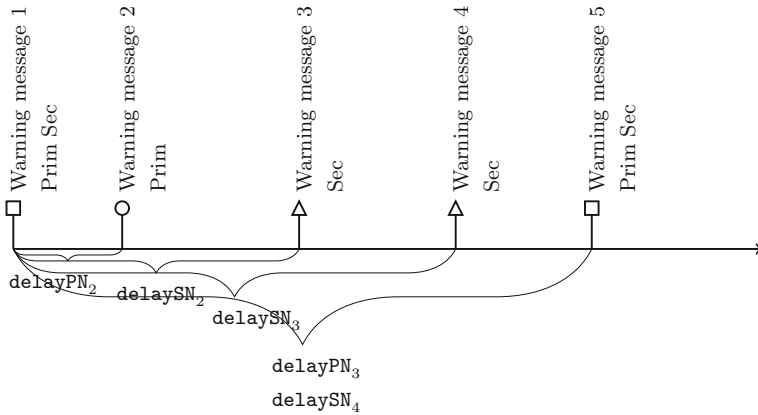 Warning message 1
Prim Sec
Warning message 2
Prim
Warning message 3
Sec
Warning message 4
Sec
Warning message 5
Prim Sec
delayPN₂
delaySN₂
delaySN₃
delayPN₃
delaySN₄